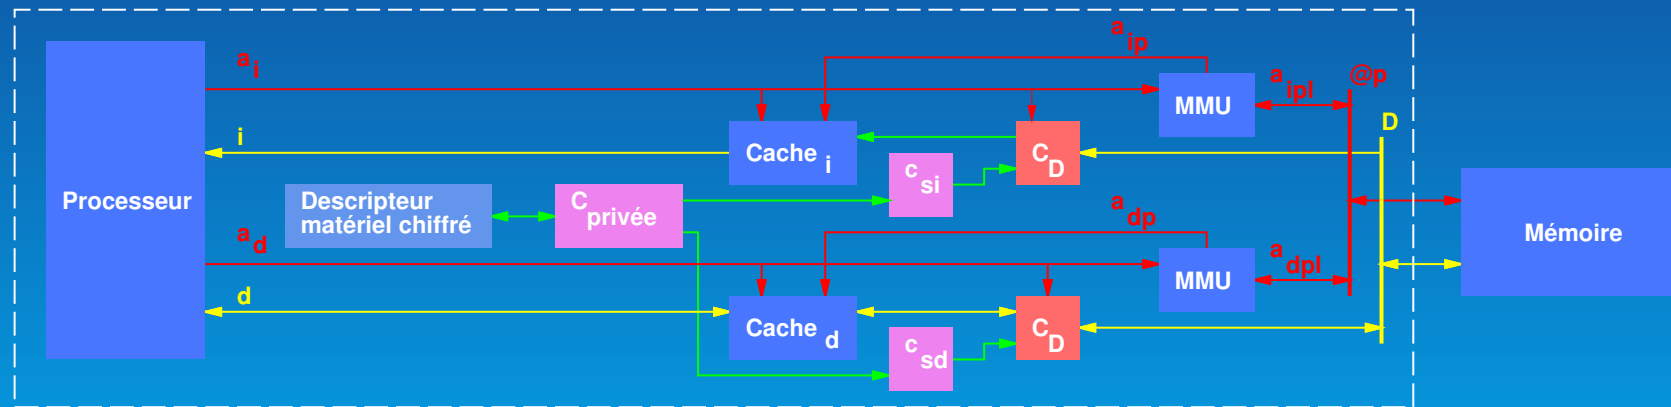 a ip
a i
a ipl
@p
MMU
D
i
Cache i
C D
c si
Processeur
Descripteur
matériel chiffré
C privée
a dp
Mémoire
a d
a dpl
MMU
d
Cache d
C D
c sd